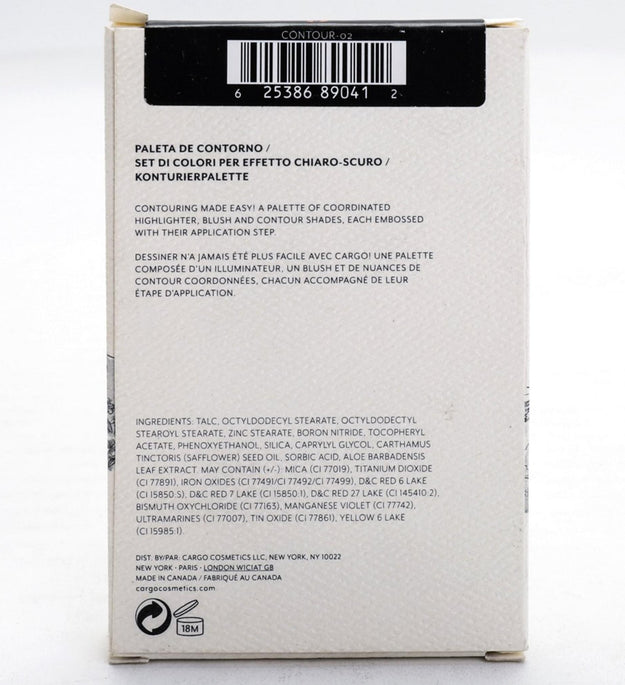 CONTOUR-02
6 25386 89041 2
PALETA DE CONTORNO /
SET DI COLORI PER EFFETTO CHIARO-SCURO /
KONTURIERPALETTE
CONTOURING MADE EASY! A PALETTE OF COORDINATED
HIGHLIGHTER, BLUSH AND CONTOUR SHADES, EACH EMBOSSED
WITH THEIR APPLICATION STEP.
DESSINER N'A JAMAIS ÉTÉ PLUS FACILE AVEC CARGO! UNE PALETTE
COMPOSÉE D'UN ILLUMINATEUR, UN BLUSH ET DE NUANCES DE
CONTOUR COORDONNÉES, CHACUN ACCOMPAGNÉ DE LEUR
ÉTAPE D'APPLICATION.
INGREDIENTS: TALC, OCTYLDODECYL STEARATE, OCTYLDODECTYL
STEAROYL STEARATE, ZINC STEARATE, BORON NITRIDE, TOCOPHERYL
ACETATE, PHENOXYETHANOL, SILICA, CAPRYLYL GLYCOL, CARTHAMUS
TINCTORIS (SAFFLOWER) SEED OIL, SORBIC ACID, ALOE BARBADENSIS
LEAF EXTRACT. MAY CONTAIN (+/-): MICA (CI 77019), TITANIUM DIOXIDE
(CI 77891), IRON OXIDES (CI 77491/CI 77492/CI 77499), D&C RED 6 LAKE
(CI 15850:S), D&C RED 7 LAKE (CI 15850:1), D&C RED 27 LAKE (CI 145410:2),
BISMUTH OXYCHLORIDE (CI 77163), MANGANESE VIOLET (CI 77742),
ULTRAMARINES (CI 77007), TIN OXIDE (CI 77861), YELLOW 6 LAKE
(CI 15985:1).
DIST. BY/PAR: CARGO COSMETICS LLC, NEW YORK, NY 10022
NEW YORK • PARIS • LONDON WICIAT GB
MADE IN CANADA / FABRIQUÉ AU CANADA
cargocosmetics.com
18M